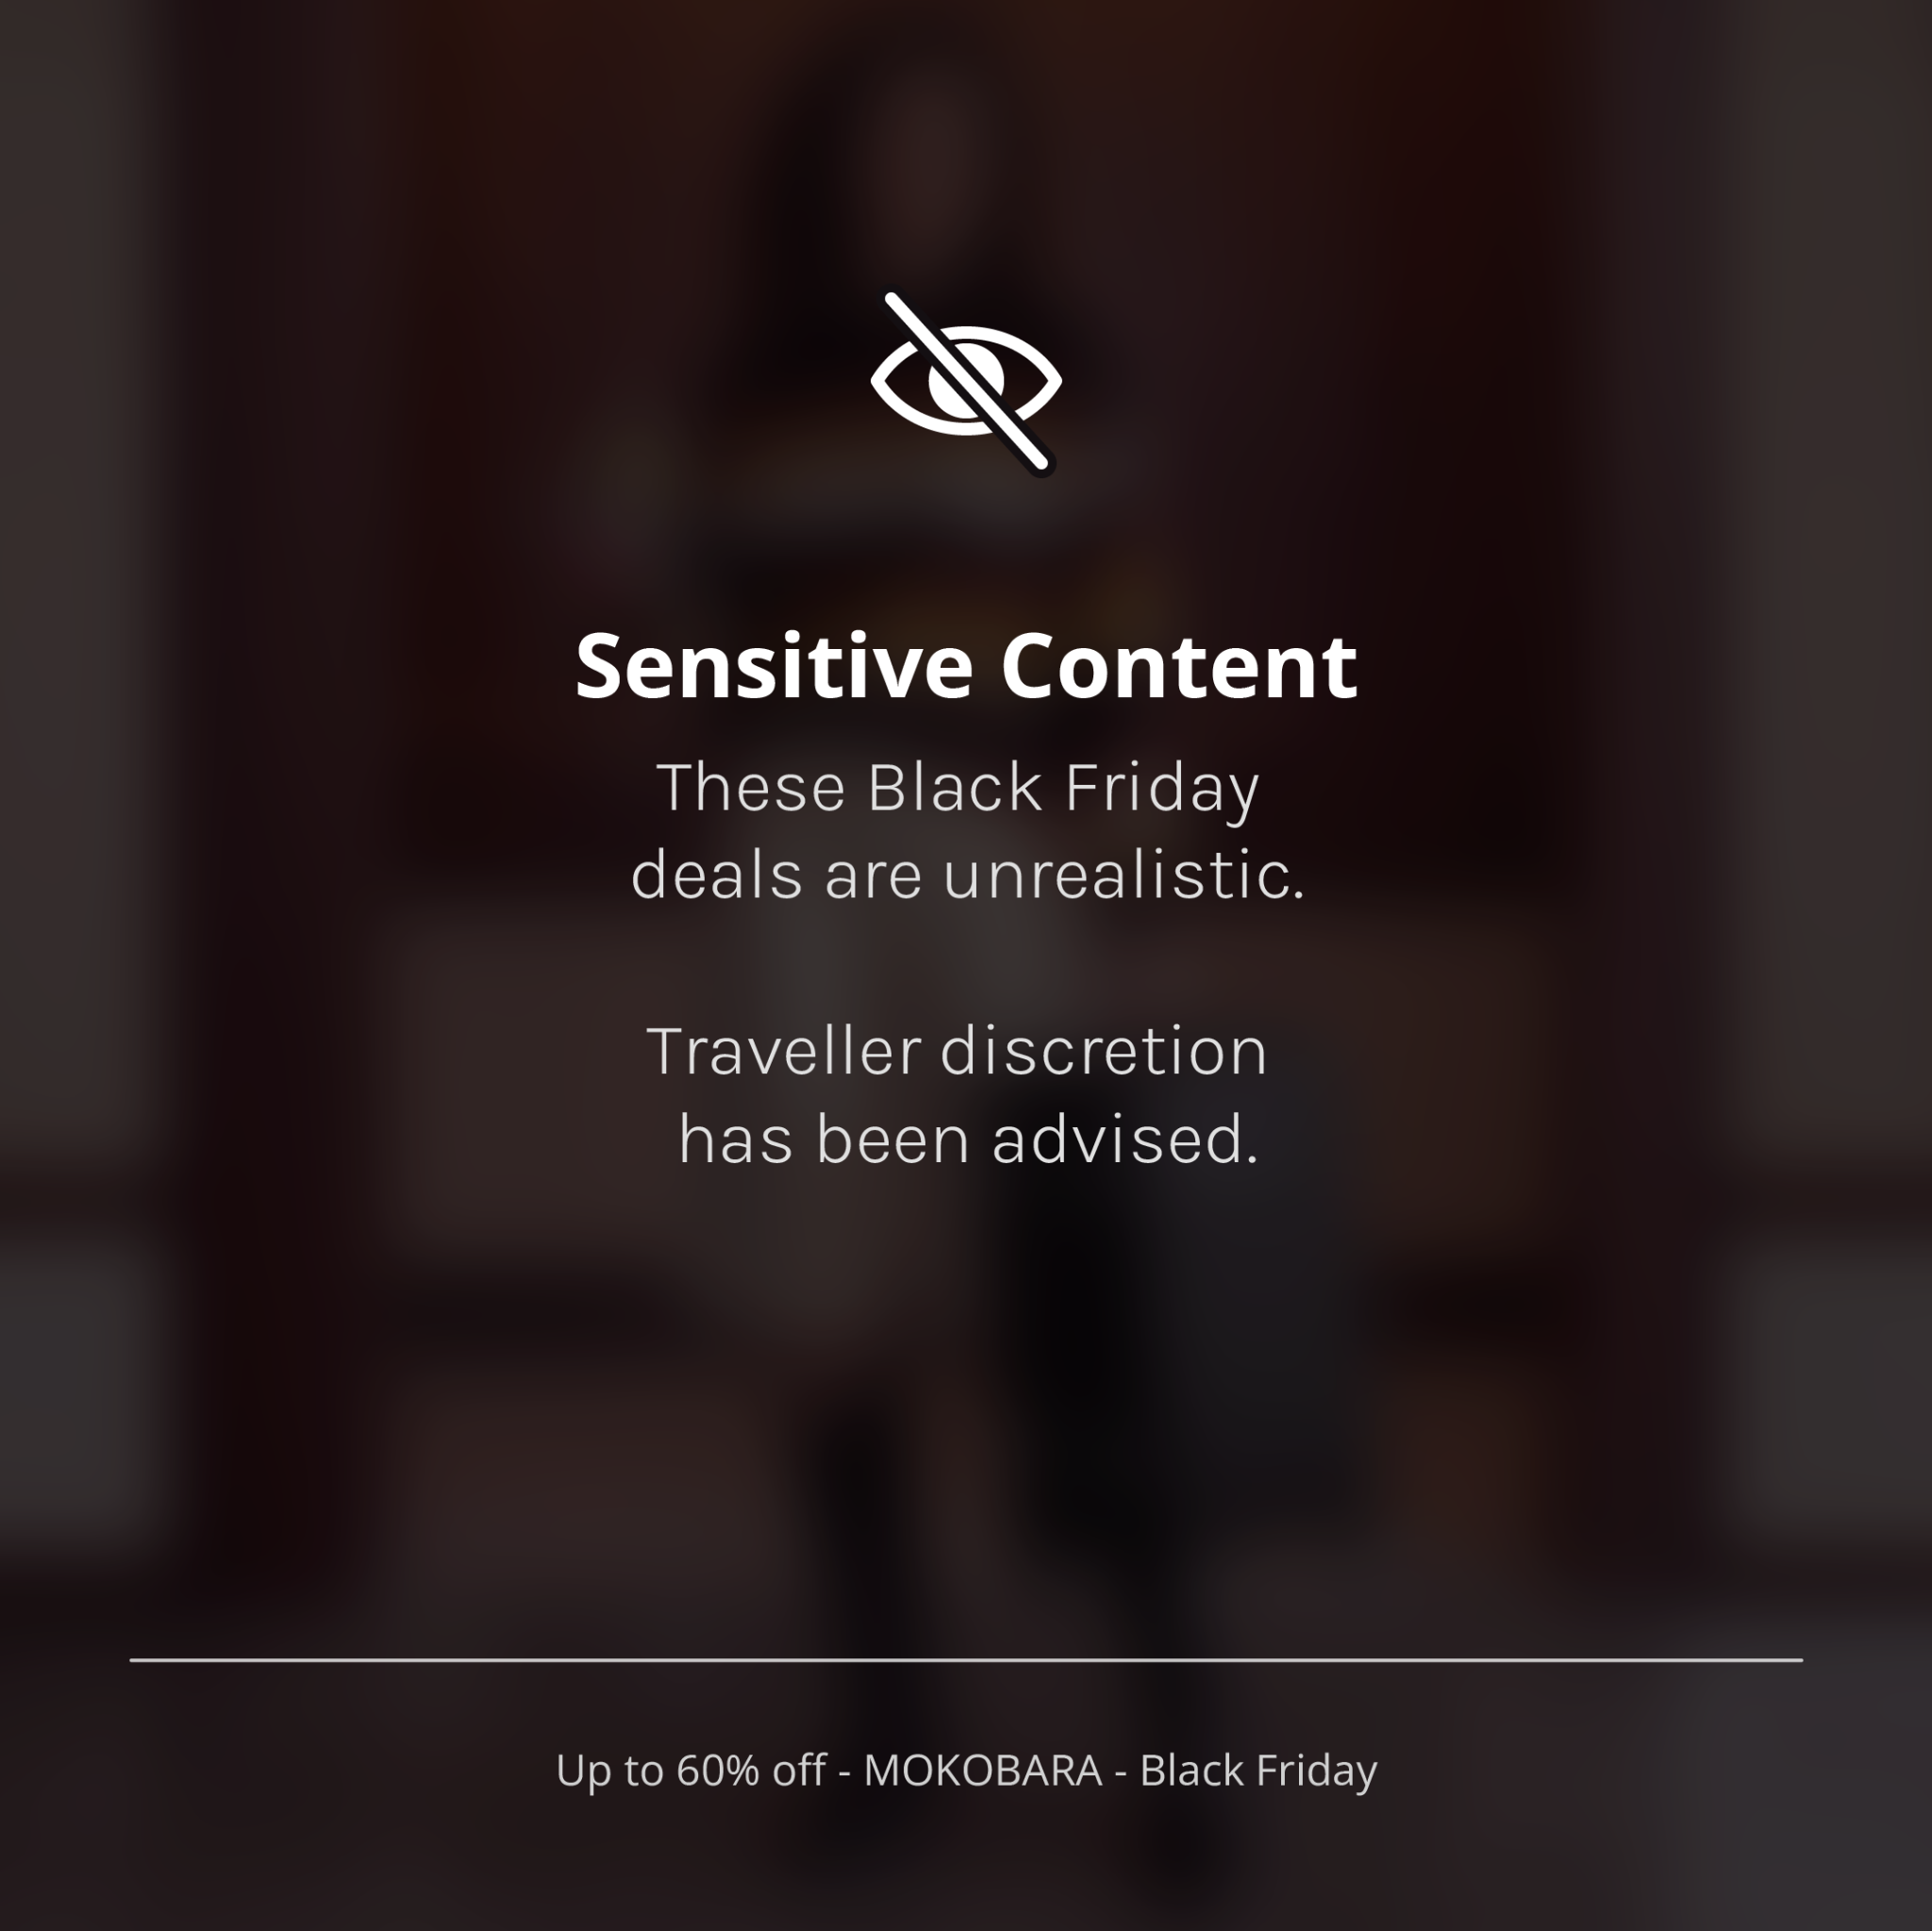 Sensitive Content
These Black Friday
deals are unrealistic.
Traveller discretion
has been advised.
Up to 60% off - MOKOBARA - Black Friday